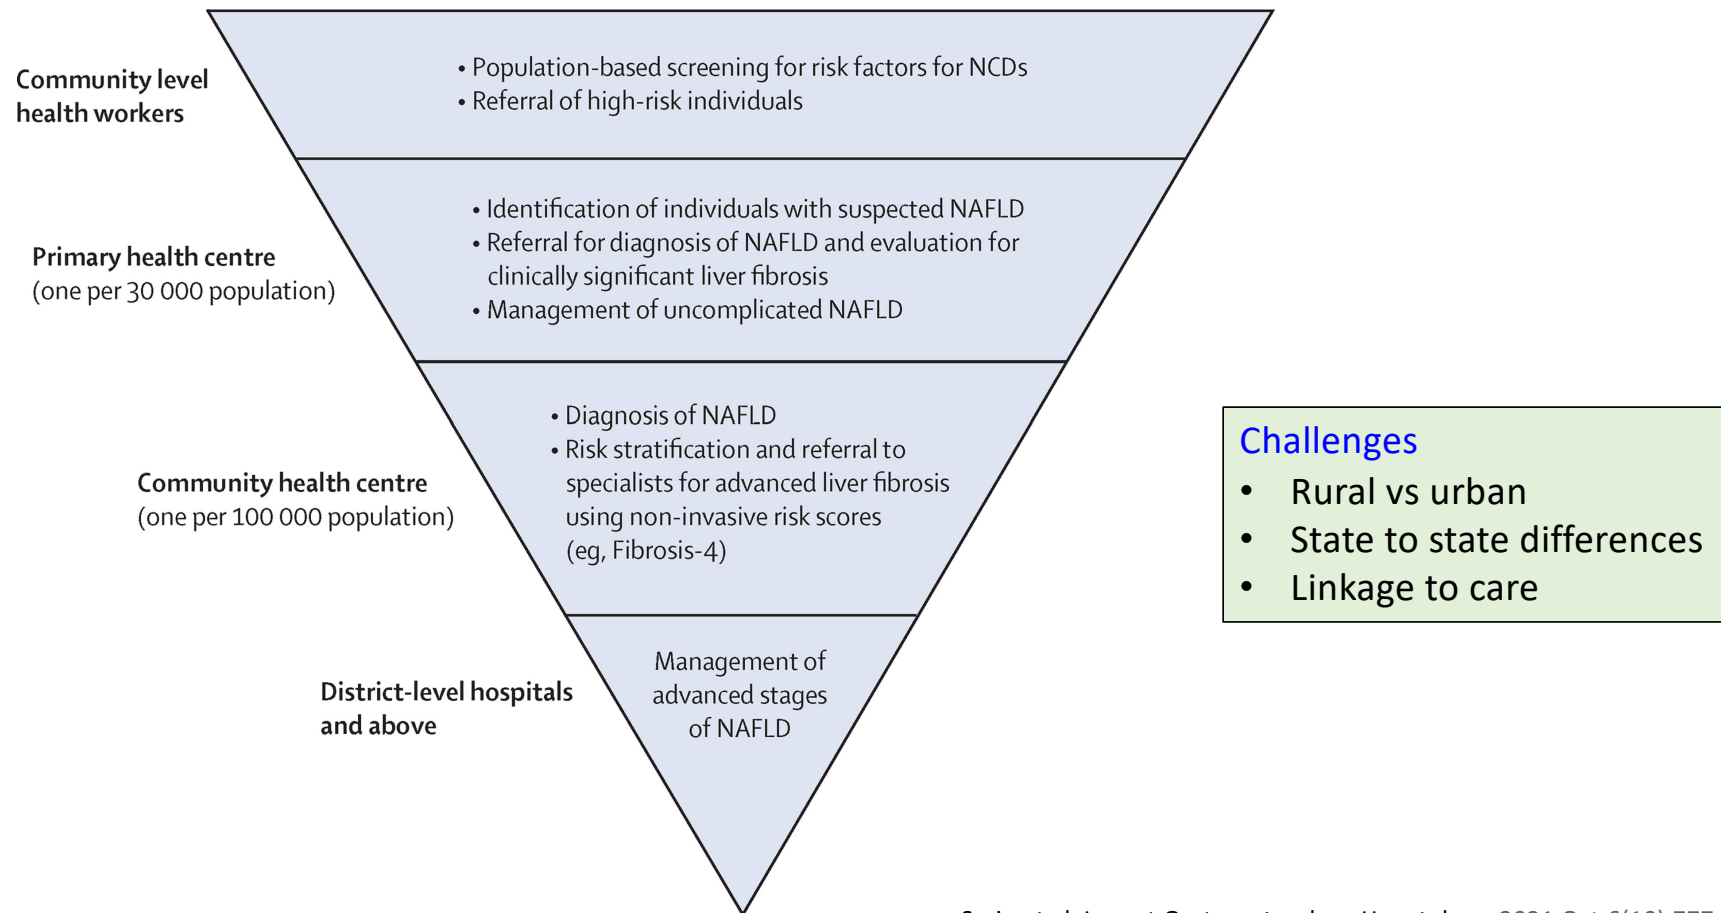 Community level
health workers
• Population-based screening for risk factors for NCDs
• Referral of high-risk individuals
Primary health centre
(one per 30 000 population)
• Identification of individuals with suspected NAFLD
• Referral for diagnosis of NAFLD and evaluation for
clinically significant liver fibrosis
• Management of uncomplicated NAFLD
Community health centre
(one per 100 000 population)
• Diagnosis of NAFLD
• Risk stratification and referral to
specialists for advanced liver fibrosis
using non-invasive risk scores
(eg, Fibrosis-4)
District-level hospitals
and above
Management of
advanced stages
of NAFLD
Challenges
• Rural vs urban
• State to state differences
• Linkage to care